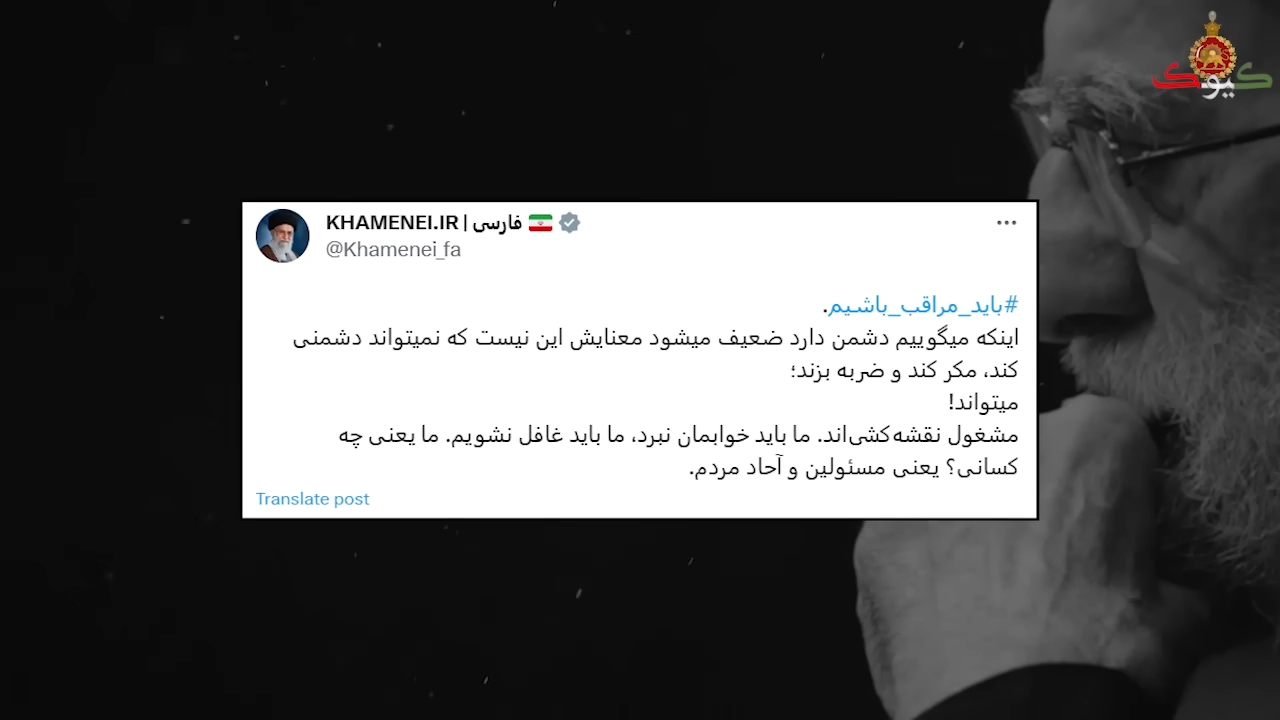 کیوک
KHAMENEI.IR | فارسی
@Khamenei_fa
#باید_مراقب_باشیم.
اینکه میگوییم دشمن دارد ضعیف میشود معنایش این نیست که نمیتواند دشمنی
کند، مکر کند و ضربه بزند؛
میتواند!
مشغول نقشه‌کشی‌اند. ما باید خوابمان نبرد، ما باید غافل نشویم. ما یعنی چه
کسانی؟ یعنی مسئولین و آحاد مردم.
Translate post